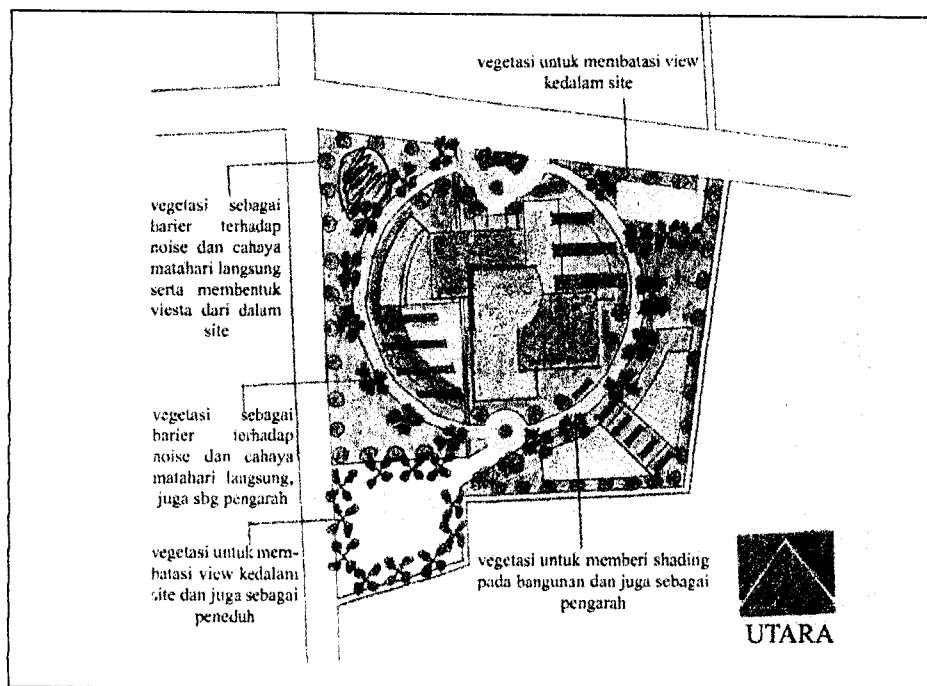 vegetasi untuk membatasi view
kedalam site
vegetasi sebagai
barier terhadap
noise dan cahaya
matahari langsung
serta membentuk
viesta dari dalam
site
vegetasi sebagai
barier terhadap
noise dan cahaya
matahari langsung,
juga sbg pengarah
vegetasi untuk mem-
batasi view kedalam
site dan juga sebagai
peneduh
vegetasi untuk memberi shading
pada bangunan dan juga sebagai
pengarah
UTARA